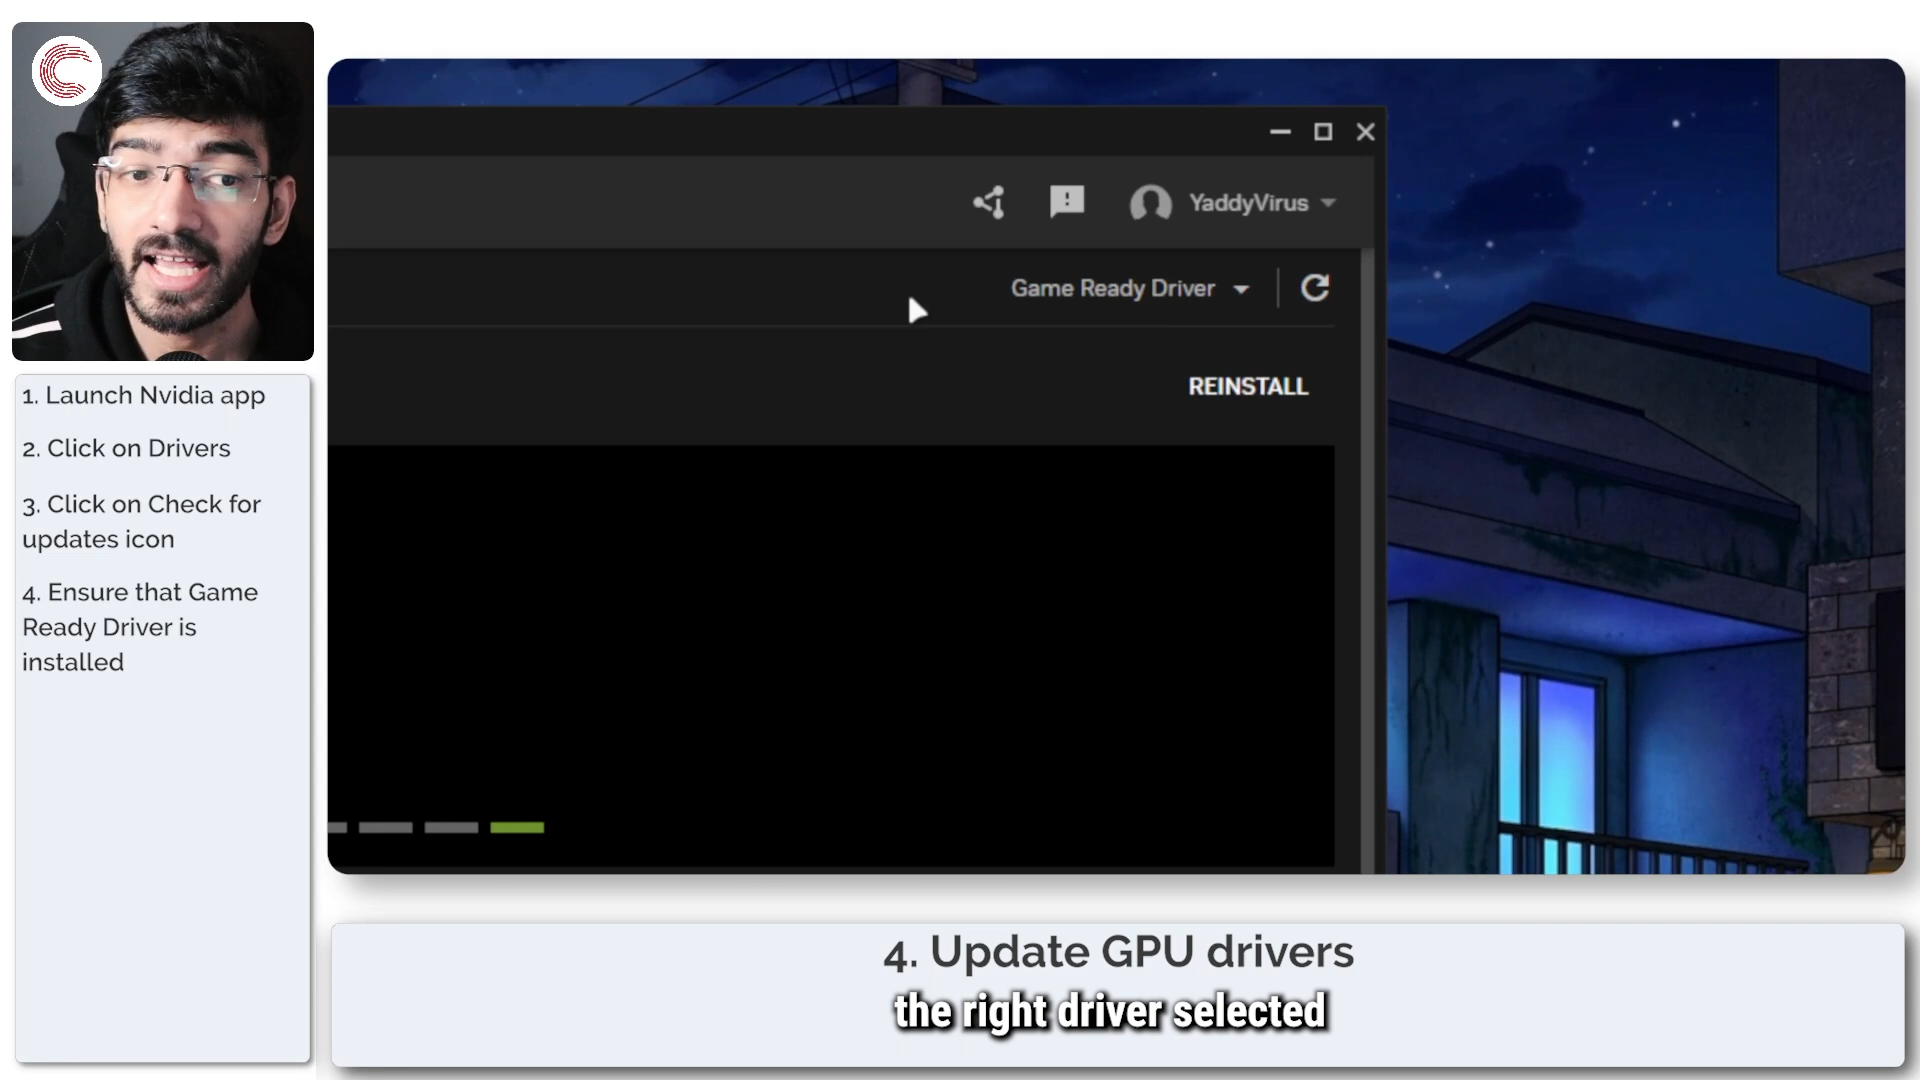 1. Launch Nvidia app
2. Click on Drivers
3. Click on Check for
updates icon
4. Ensure that Game
Ready Driver is
installed
YaddyVirus
Game Ready Driver
REINSTALL
4. Update GPU drivers
the right driver selected